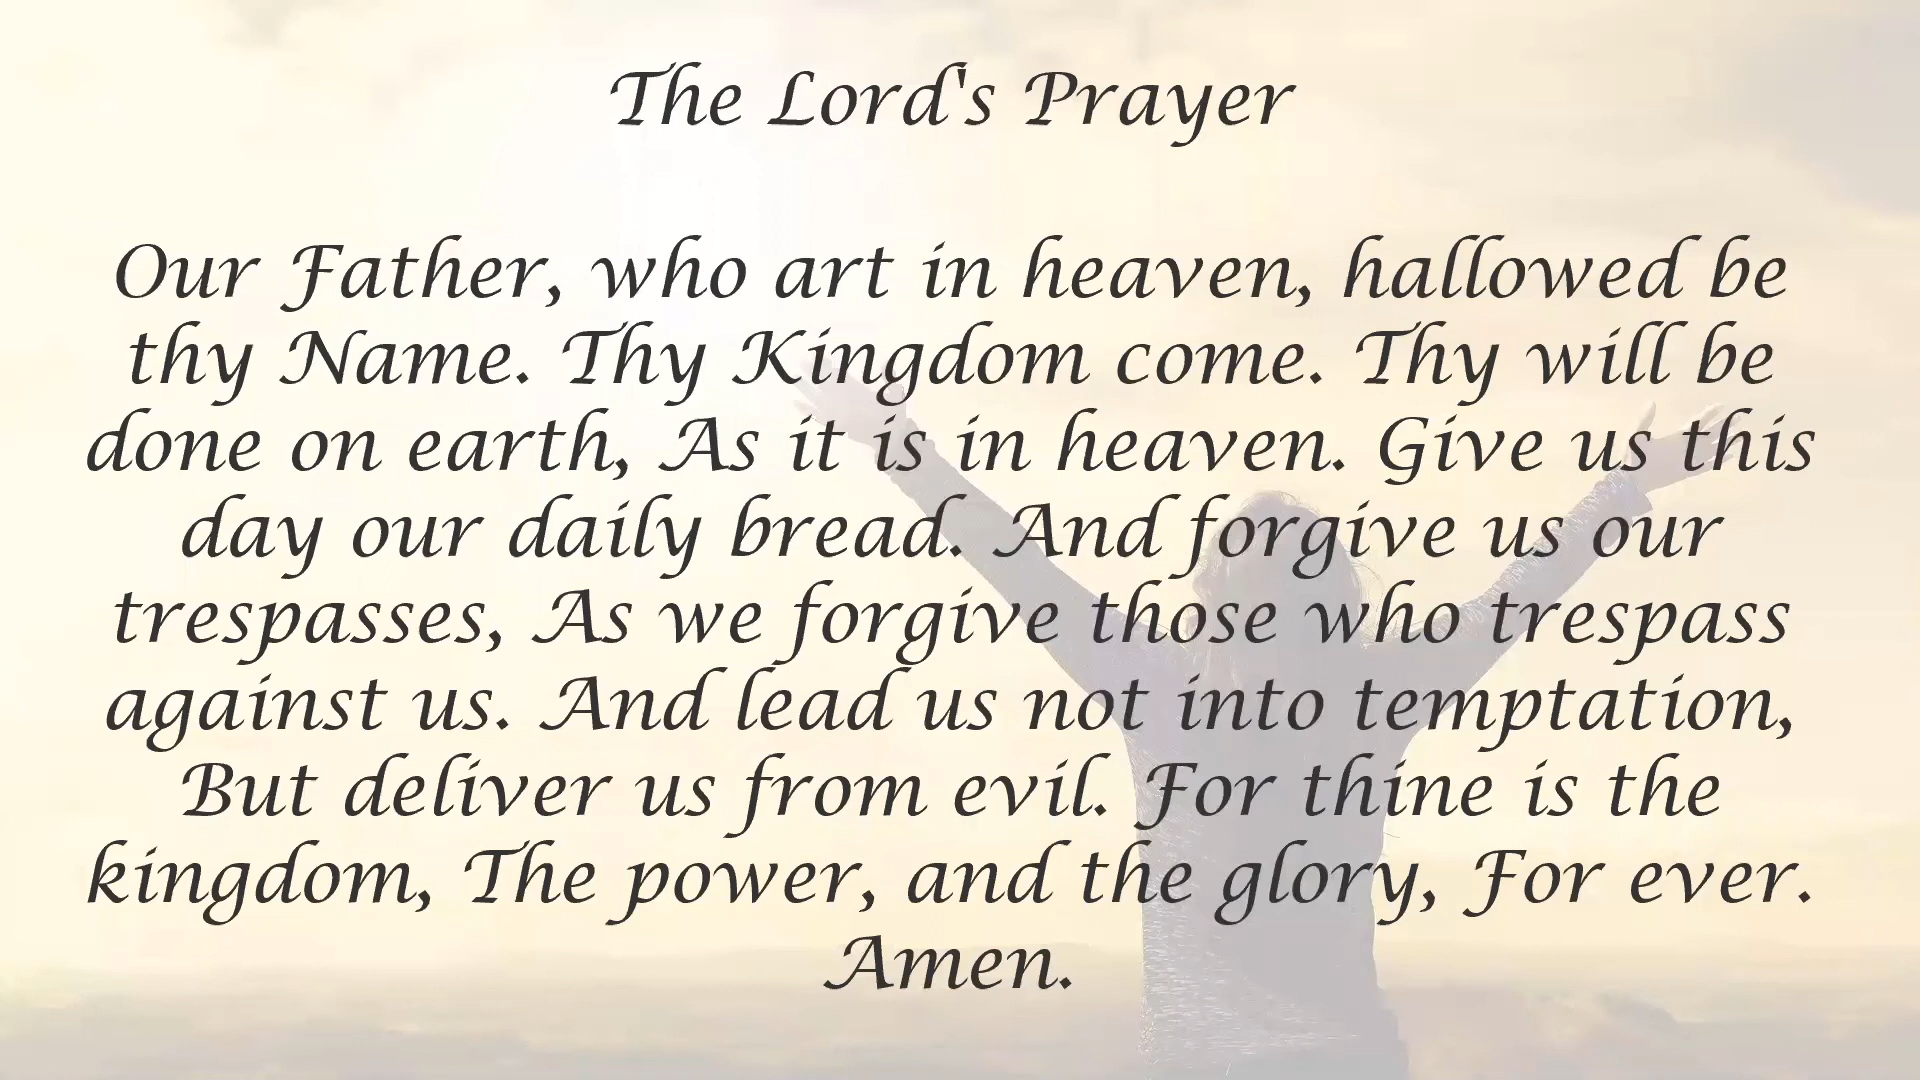 The Lord's Prayer
Our Father, who art in heaven, hallowed be
thy Name. Thy Kingdom come. Thy will be
done on earth, As it is in heaven. Give us this
day our daily bread. And forgive us our
trespasses, As we forgive those who trespass
against us. And lead us not into temptation,
But deliver us from evil. For thine is the
kingdom, The power, and the glory, For ever.
Amen.